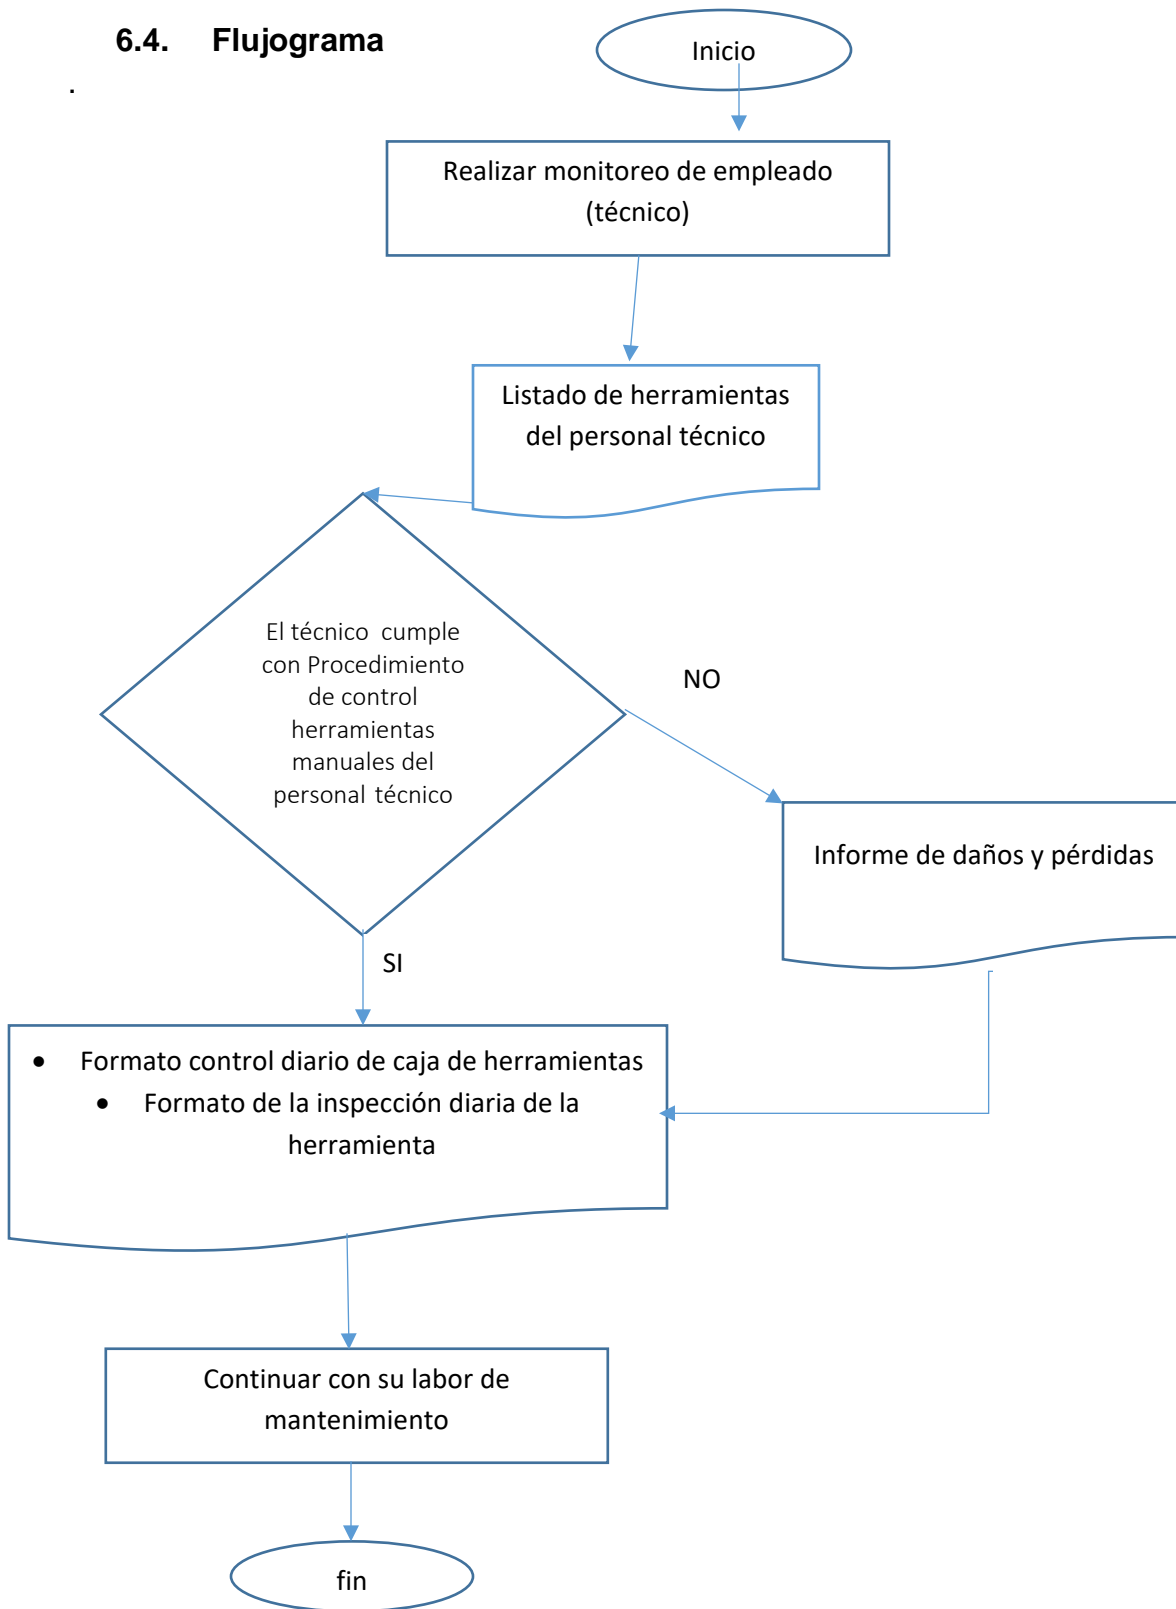 6.4. Flujograma
.
Inicio
Realizar monitoreo de empleado
(técnico)
Listado de herramientas
del personal técnico
El técnico cumple
con Procedimiento
de control
herramientas
manuales del
personal técnico
NO
Informe de daños y pérdidas
SI
• Formato control diario de caja de herramientas
• Formato de la inspección diaria de la
herramienta
Continuar con su labor de
mantenimiento
fin